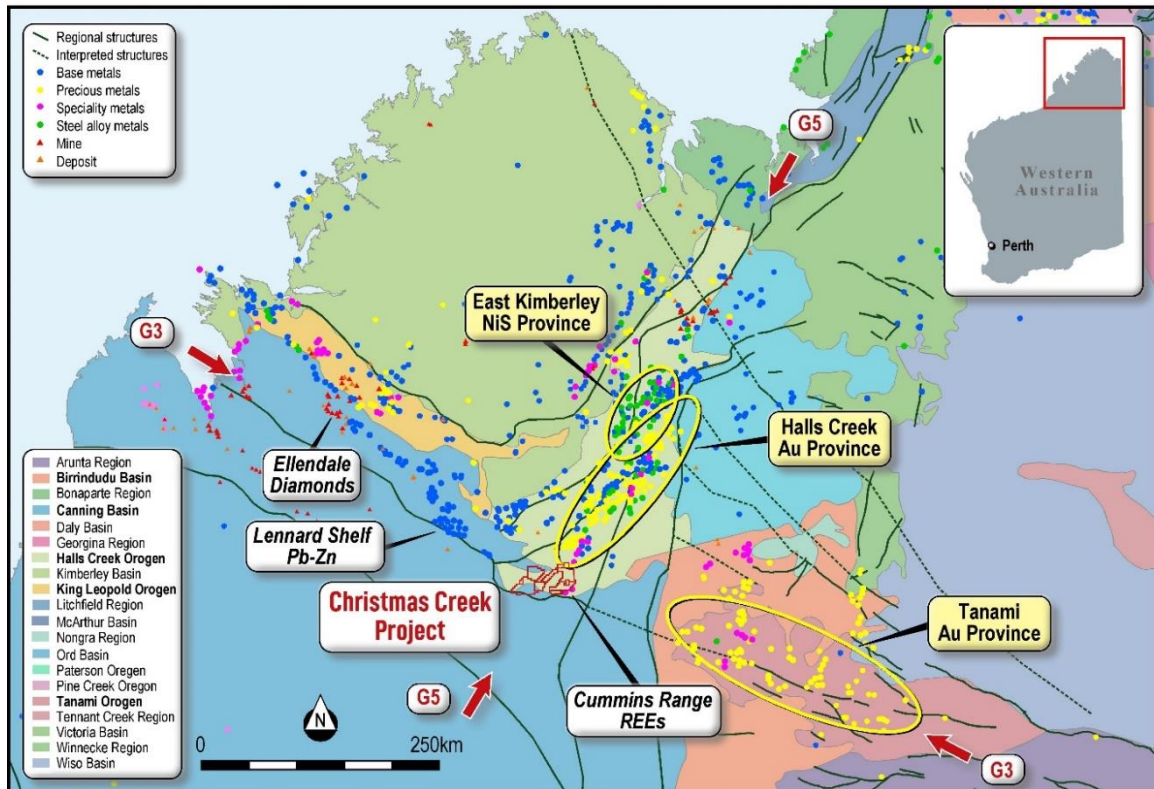 Regional structures
Interpreted structures
Base metals
Precious metals
Speciality metals
Steel alloy metals
Mine
Deposit
G5
Western
Australia
Perth
East Kimberley
NiS Province
G3
Halls Creek
Au Province
Ellendale
Diamonds
Lennard Shelf
Pb-Zn
Christmas Creek
Project
Tanami
Au Province
Cummins Range
REEs
G5
G3
N
0
250km
Arunta Region
Birrindudu Basin
Bonaparte Region
Canning Basin
Daly Basin
Georgina Region
Halls Creek Orogen
Kimberley Basin
King Leopold Orogen
Litchfield Region
McArthur Basin
Nongra Region
Ord Basin
Paterson Oregen
Pine Creek Oregon
Tanami Orogen
Tennant Creek Region
Victoria Basin
Winnecke Region
Wiso Basin